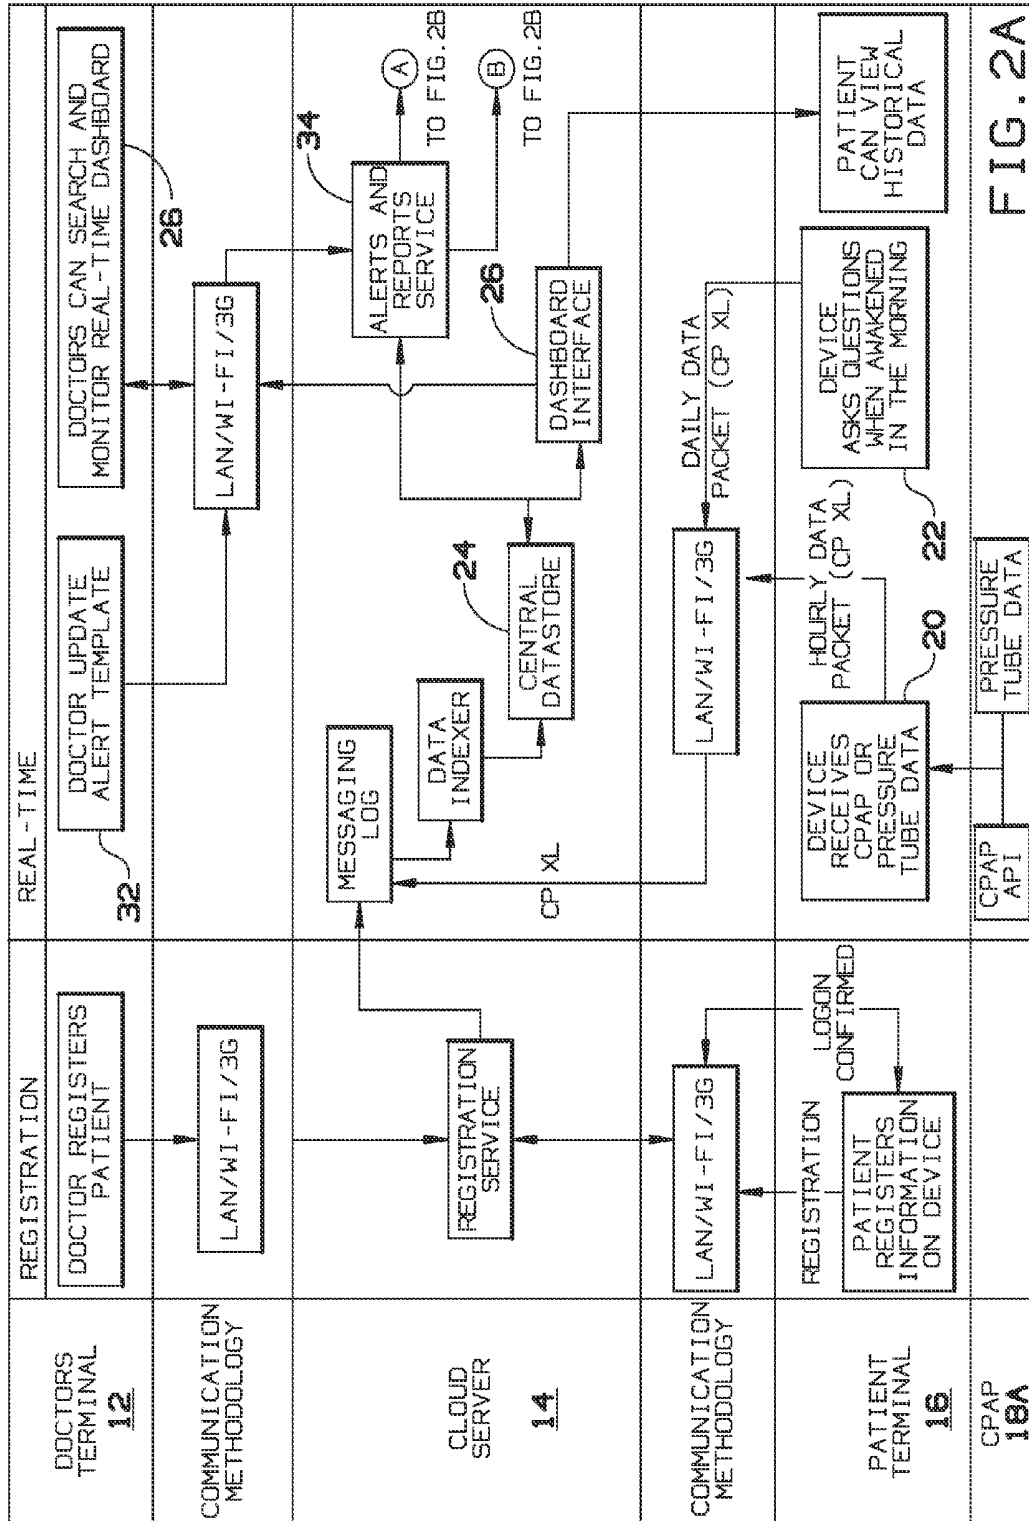 REGISTRATION
REAL-TIME
DOCTORS
TERMINAL
12
DOCTOR REGISTERS
PATIENT
DOCTOR UPDATE
ALERT TEMPLATE
32
DOCTORS CAN SEARCH AND
MONITOR REAL-TIME DASHBOARD
26
COMMUNICATION
METHODOLOGY
LAN/WI-FI/3G
LAN/WI-FI/3G
CLOUD
SERVER
14
REGISTRATION
SERVICE
MESSAGING
LOG
DATA
INDEXER
CENTRAL
DATASTORE
24
ALERTS AND
REPORTS
SERVICE
34
DASHBOARD
INTERFACE
26
A
TO FIG.2B
B
TO FIG.2B
CP XL
COMMUNICATION
METHODOLOGY
LAN/WI-FI/3G
LAN/WI-FI/3G
DAILY DATA
PACKET (CP XL)
PATIENT
TERMINAL
16
REGISTRATION
LOGON
CONFIRMED
PATIENT
REGISTERS
INFORMATION
ON DEVICE
HOURLY DATA
PACKET (CP XL)
DEVICE
RECEIVES
CPAP OR
PRESSURE
TUBE DATA
20
DEVICE
ASKS QUESTIONS
WHEN AWAKENED
IN THE MORNING
22
PATIENT
CAN VIEW
HISTORICAL
DATA
CPAP
18A
CPAP
API
PRESSURE
TUBE DATA
FIG.2A